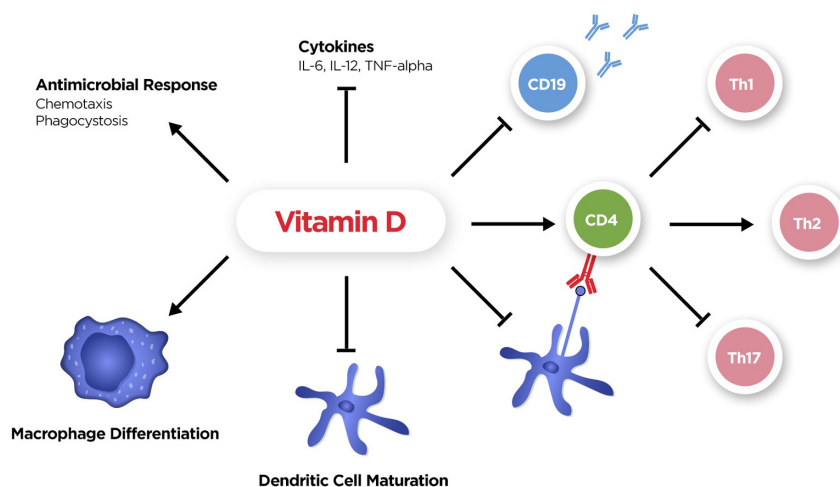 Cytokines
IL-6, IL-12, TNF-alpha
Antimicrobial Response
Chemotaxis
Phagocystosis
CD19
Th1
Vitamin D
CD4
Th2
Th17
Macrophage Differentiation
Dendritic Cell Maturation